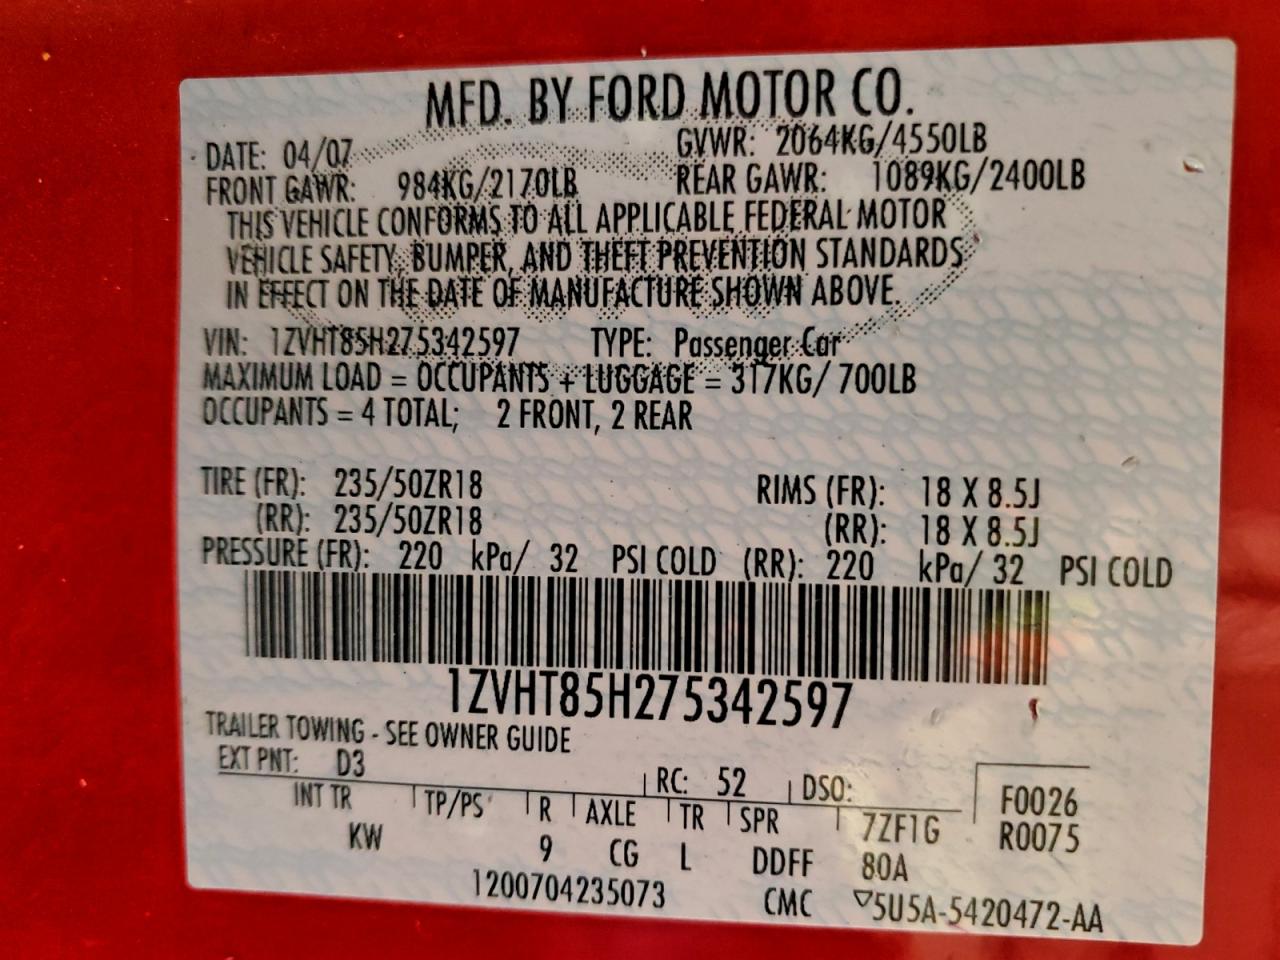 MFD. BY FORD MOTOR CO.
DATE: 04/07 GVWR: 2064KG/4550LB
FRONT GAWR: 984KG/2170LB REAR GAWR: 1089KG/2400LB
THIS VEHICLE CONFORMS TO ALL APPLICABLE FEDERAL MOTOR
VEHICLE SAFETY, BUMPER, AND THEFT PREVENTION STANDARDS
IN EFFECT ON THE DATE OF MANUFACTURE SHOWN ABOVE.
VIN: 1ZVHT85H275342597 TYPE: Passenger Car
MAXIMUM LOAD = OCCUPANTS + LUGGAGE = 317KG/ 700LB
OCCUPANTS = 4 TOTAL; 2 FRONT, 2 REAR
TIRE (FR): 235/50ZR18 RIMS (FR): 18 X 8.5J
(RR): 235/50ZR18 (RR): 18 X 8.5J
PRESSURE (FR): 220 kPa/ 32 PSI COLD (RR): 220 kPa/ 32 PSI COLD
1ZVHT85H275342597
TRAILER TOWING - SEE OWNER GUIDE
EXT PNT: D3 RC: 52 DSO: F0026
INT TR TP/PS R AXLE TR SPR 7ZF1G R0075
KW 9 CG L DDFF 80A
1200704235073 CMC ▽5U5A-5420472-AA